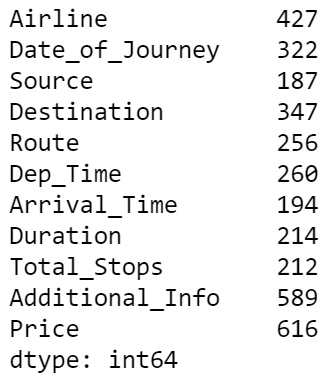 Airline 427
Date_of_Journey 322
Source 187
Destination 347
Route 256
Dep_Time 260
Arrival_Time 194
Duration 214
Total_Stops 212
Additional_Info 589
Price 616
dtype: int64